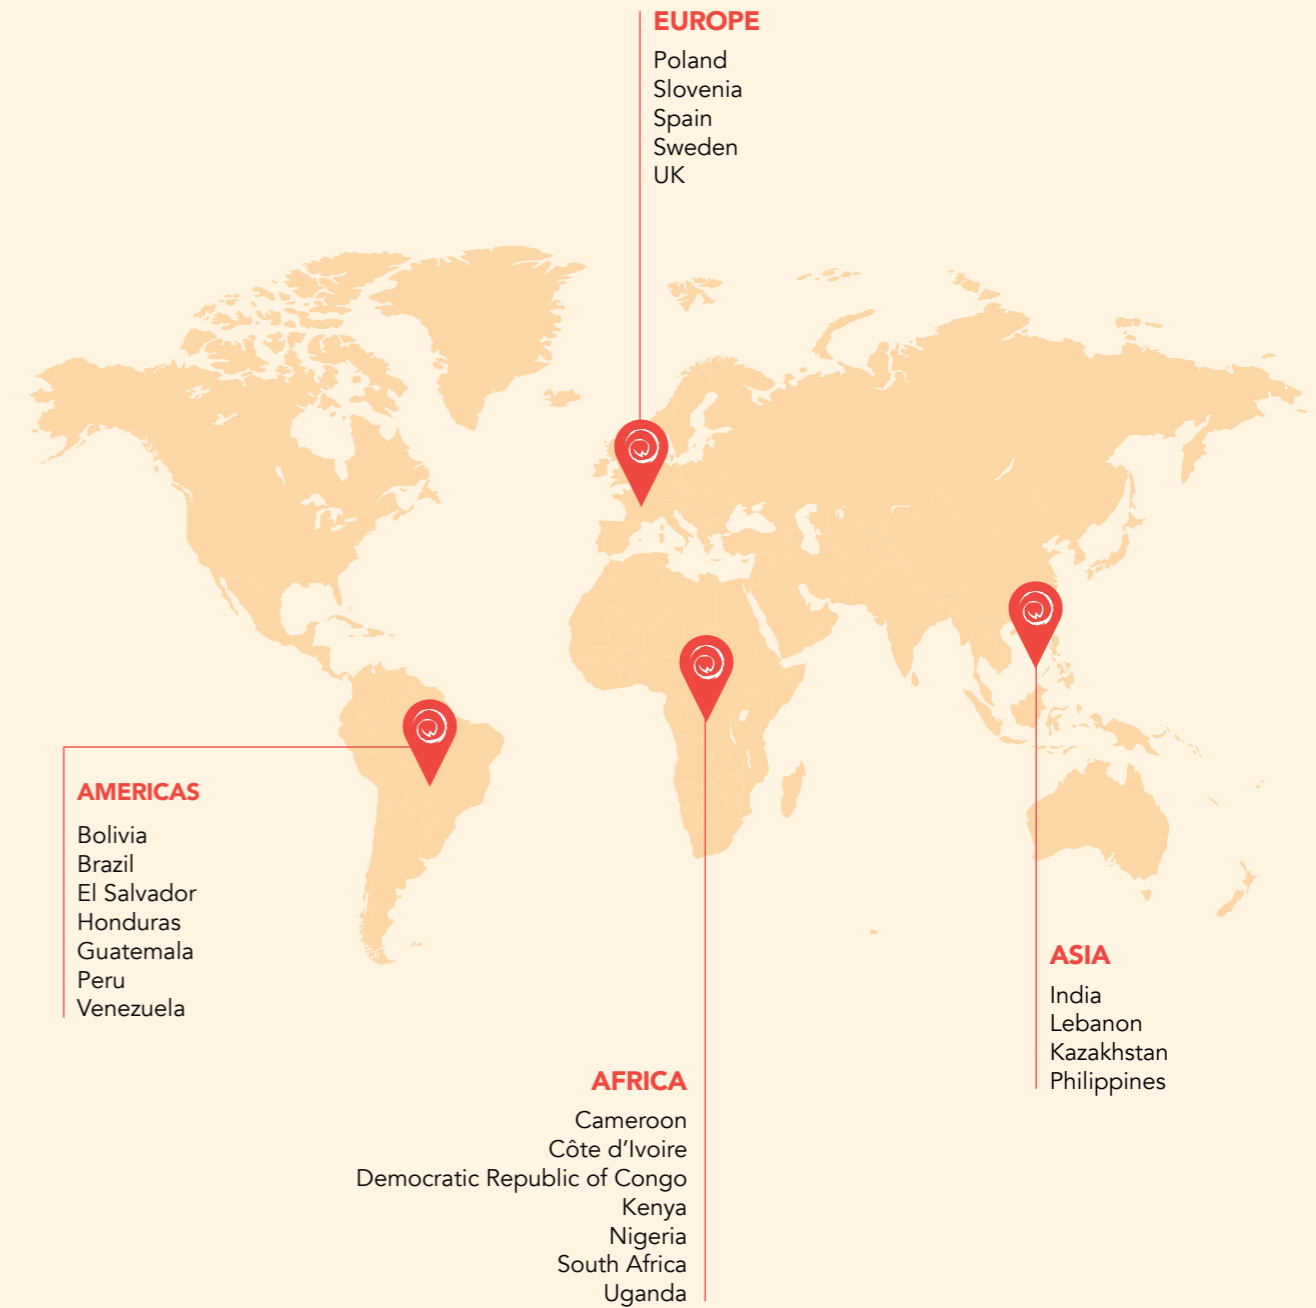 EUROPE
Poland
Slovenia
Spain
Sweden
UK
AMERICAS
Bolivia
Brazil
El Salvador
Honduras
Guatemala
Peru
Venezuela
ASIA
India
Lebanon
Kazakhstan
Philippines
AFRICA
Cameroon
Côte d’Ivoire
Democratic Republic of Congo
Kenya
Nigeria
South Africa
Uganda